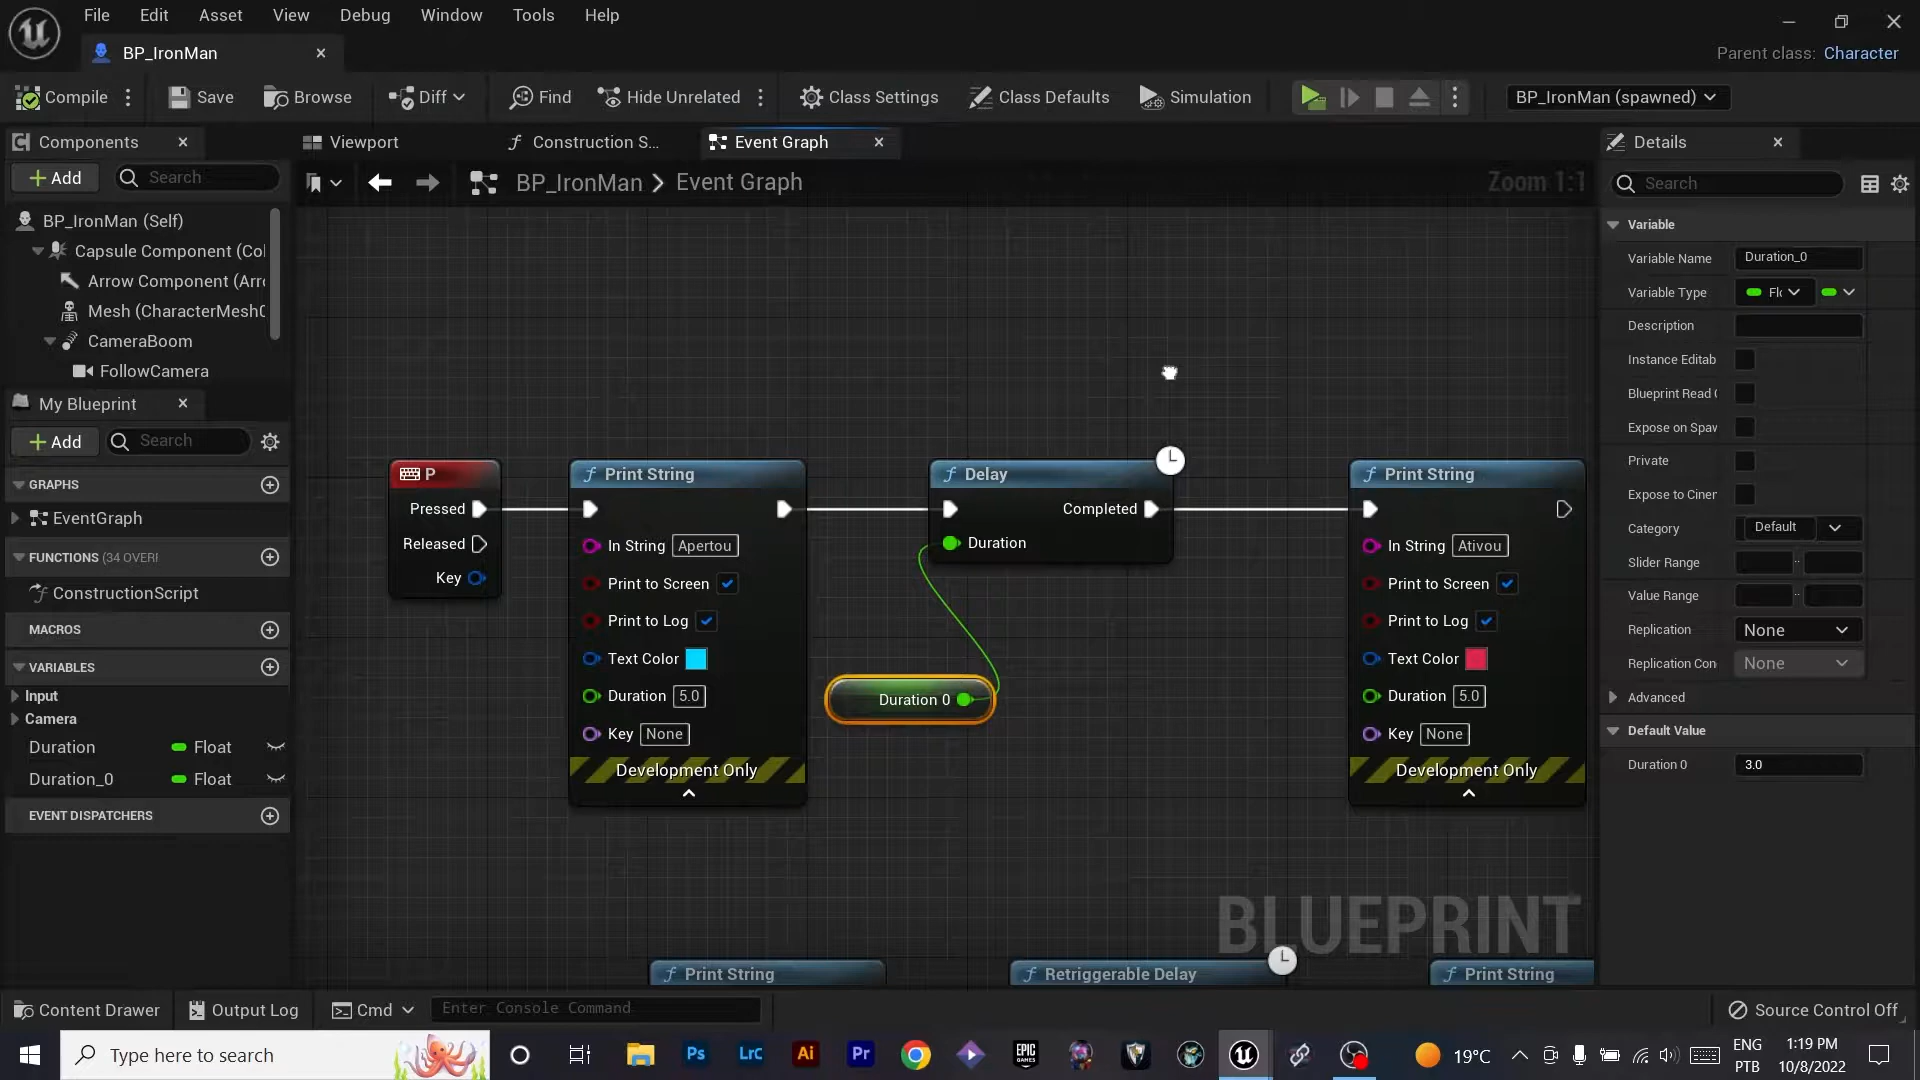 File Edit Asset View Debug Window Tools Help
BP_IronMan
Parent class: Character
Compile Save Browse Diff Find Hide Unrelated Class Settings Class Defaults Simulation BP_IronMan (spawned)
Components
Viewport Construction S... Event Graph
Details
Add Search
BP_IronMan > Event Graph
Zoom 1:1
Search
BP_IronMan (Self)
Capsule Component (Col
Arrow Component (Arr
Mesh (CharacterMesh0
CameraBoom
FollowCamera
My Blueprint
Add Search
GRAPHS
EventGraph
FUNCTIONS (34 OVERI
ConstructionScript
MACROS
VARIABLES
Input
Camera
Duration Float
Duration_0 Float
EVENT DISPATCHERS
P
Pressed
Released
Key
Print String
In String Apertou
Print to Screen
Print to Log
Text Color
Duration 5.0
Key None
Development Only
Duration 0
Delay
Completed
Duration
Print String
In String Ativou
Print to Screen
Print to Log
Text Color
Duration 5.0
Key None
Development Only
BLUEPRINT
Print String
Retriggerable Delay
Print String
Variable
Variable Name Duration_0
Variable Type Flo
Description
Instance Editab
Blueprint Read O
Expose on Spaw
Private
Expose to Ciner
Category Default
Slider Range
Value Range
Replication None
Replication Con None
Advanced
Default Value
Duration 0 3.0
Content Drawer Output Log Cmd Enter Console Command
Source Control Off
Type here to search
Ps LrC Ai Pr EPIC GAMES
19°C
ENG
PTB
1:19 PM
10/8/2022